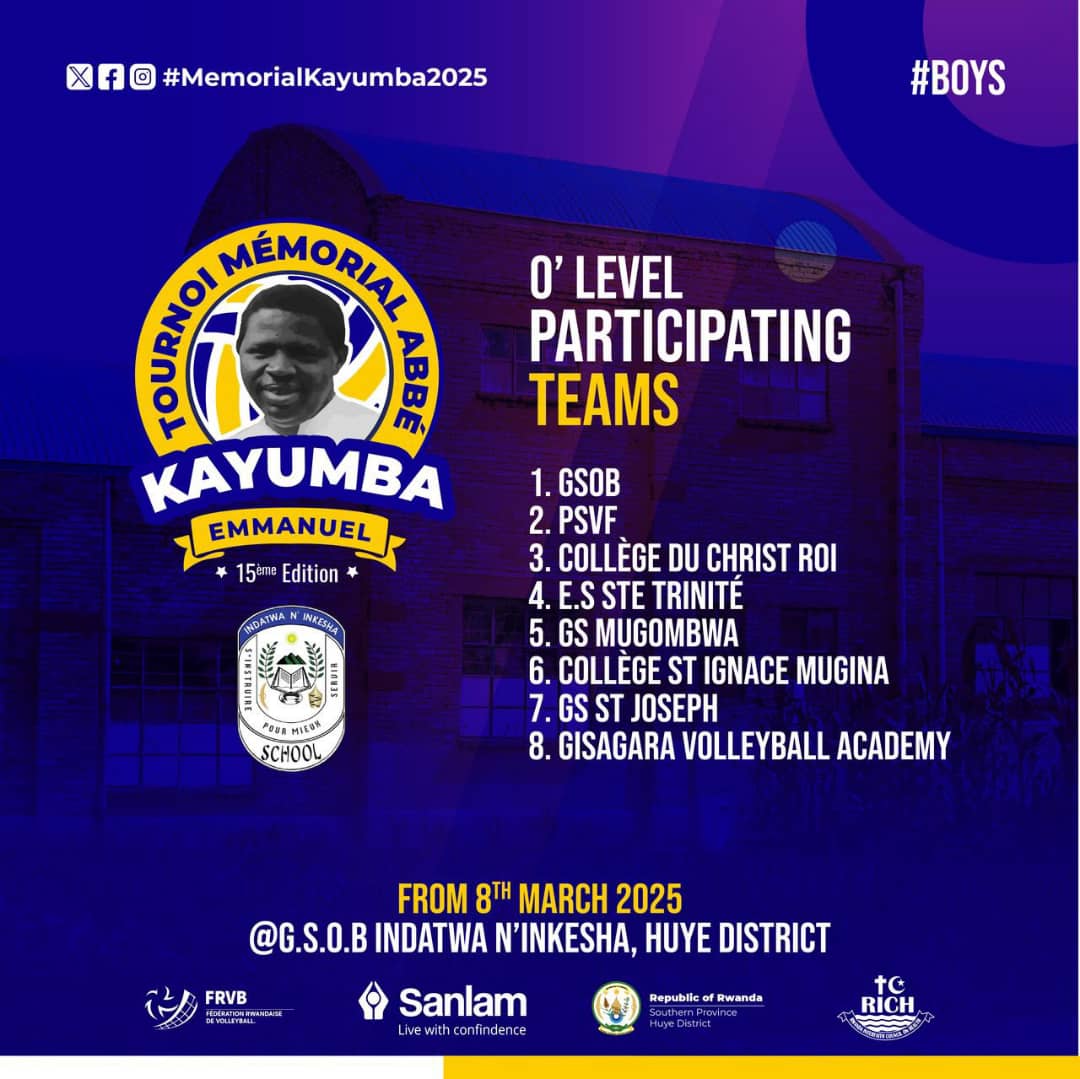 #MemorialKayumba2025
#BOYS
TOURNOI MÉMORIAL ABBÉ
KAYUMBA
EMMANUEL
15ème Edition
INDATWA N' INKESHA
S'INSTRUIRE
POUR MIEUX
SERVIR
SCHOOL
O' LEVEL
PARTICIPATING
TEAMS
1. GSOB
2. PSVF
3. COLLÈGE DU CHRIST ROI
4. E.S STE TRINITÉ
5. GS MUGOMBWA
6. COLLÈGE ST IGNACE MUGINA
7. GS ST JOSEPH
8. GISAGARA VOLLEYBALL ACADEMY
FROM 8TH MARCH 2025
@G.S.O.B INDATWA N'INKESHA, HUYE DISTRICT
FRVB
FÉDÉRATION RWANDAISE
DE VOLLEYBALL.
Sanlam
Live with confindence
Republic of Rwanda
Southern Province
Huye District
RICH